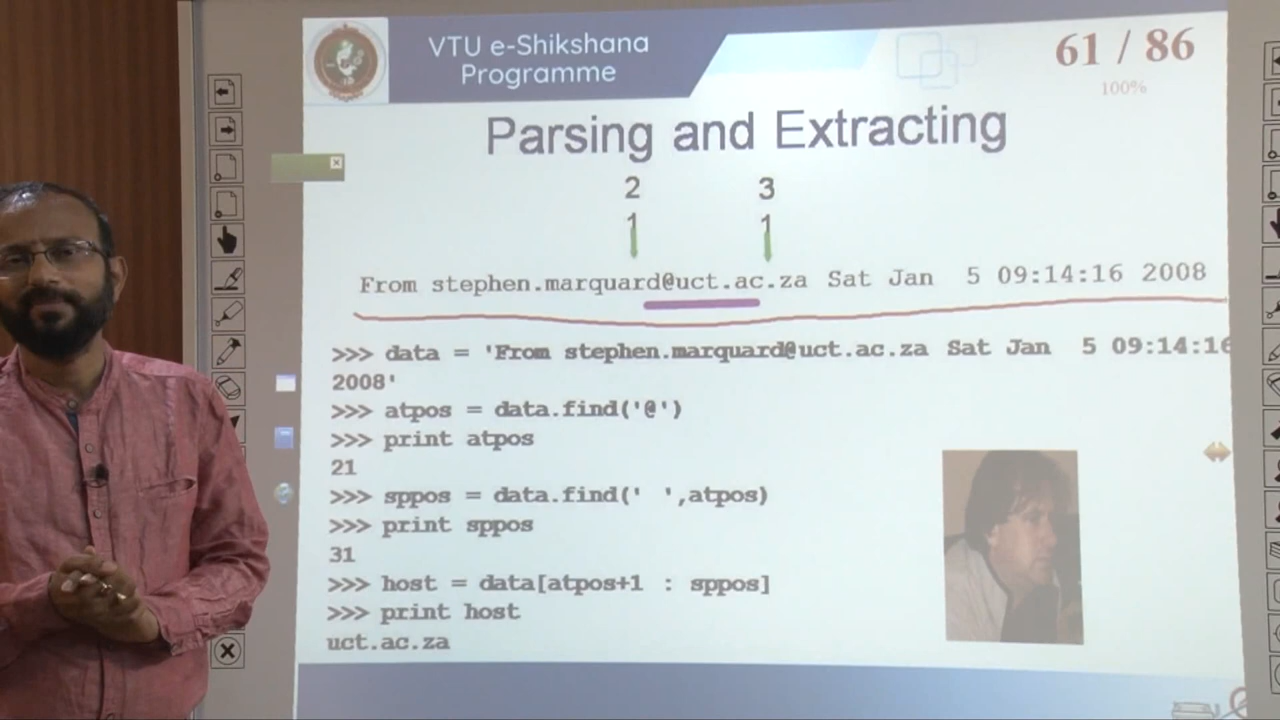 VTU e-Shikshana
Programme
61 / 86
100%
Parsing and Extracting
2 3
1 1
From stephen.marquard@uct.ac.za Sat Jan  5 09:14:16 2008
>>> data = 'From stephen.marquard@uct.ac.za Sat Jan  5 09:14:16
2008'
>>> atpos = data.find('@')
>>> print atpos
21
>>> sppos = data.find(' ',atpos)
>>> print sppos
31
>>> host = data[atpos+1 : sppos]
>>> print host
uct.ac.za